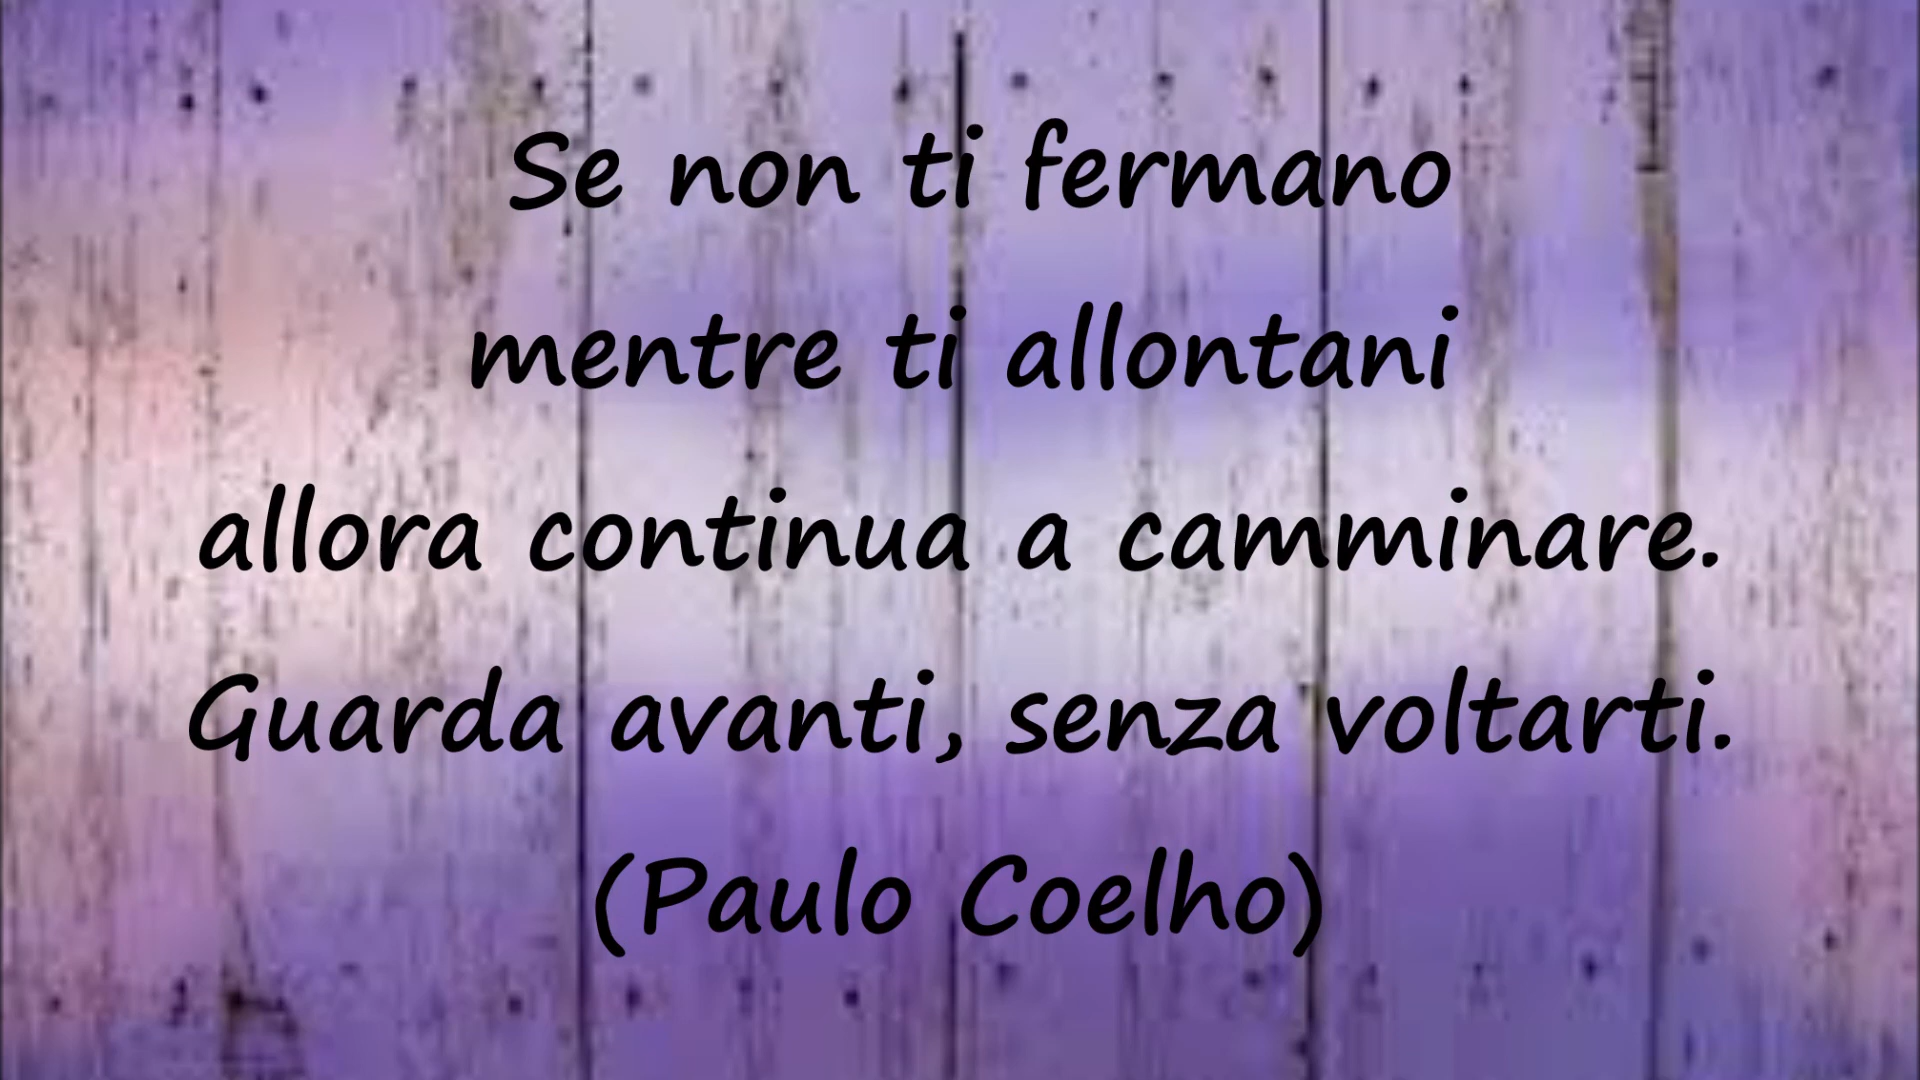 Se non ti fermano
mentre ti allontani
allora continua a camminare.
Guarda avanti, senza voltarti.
(Paulo Coelho)